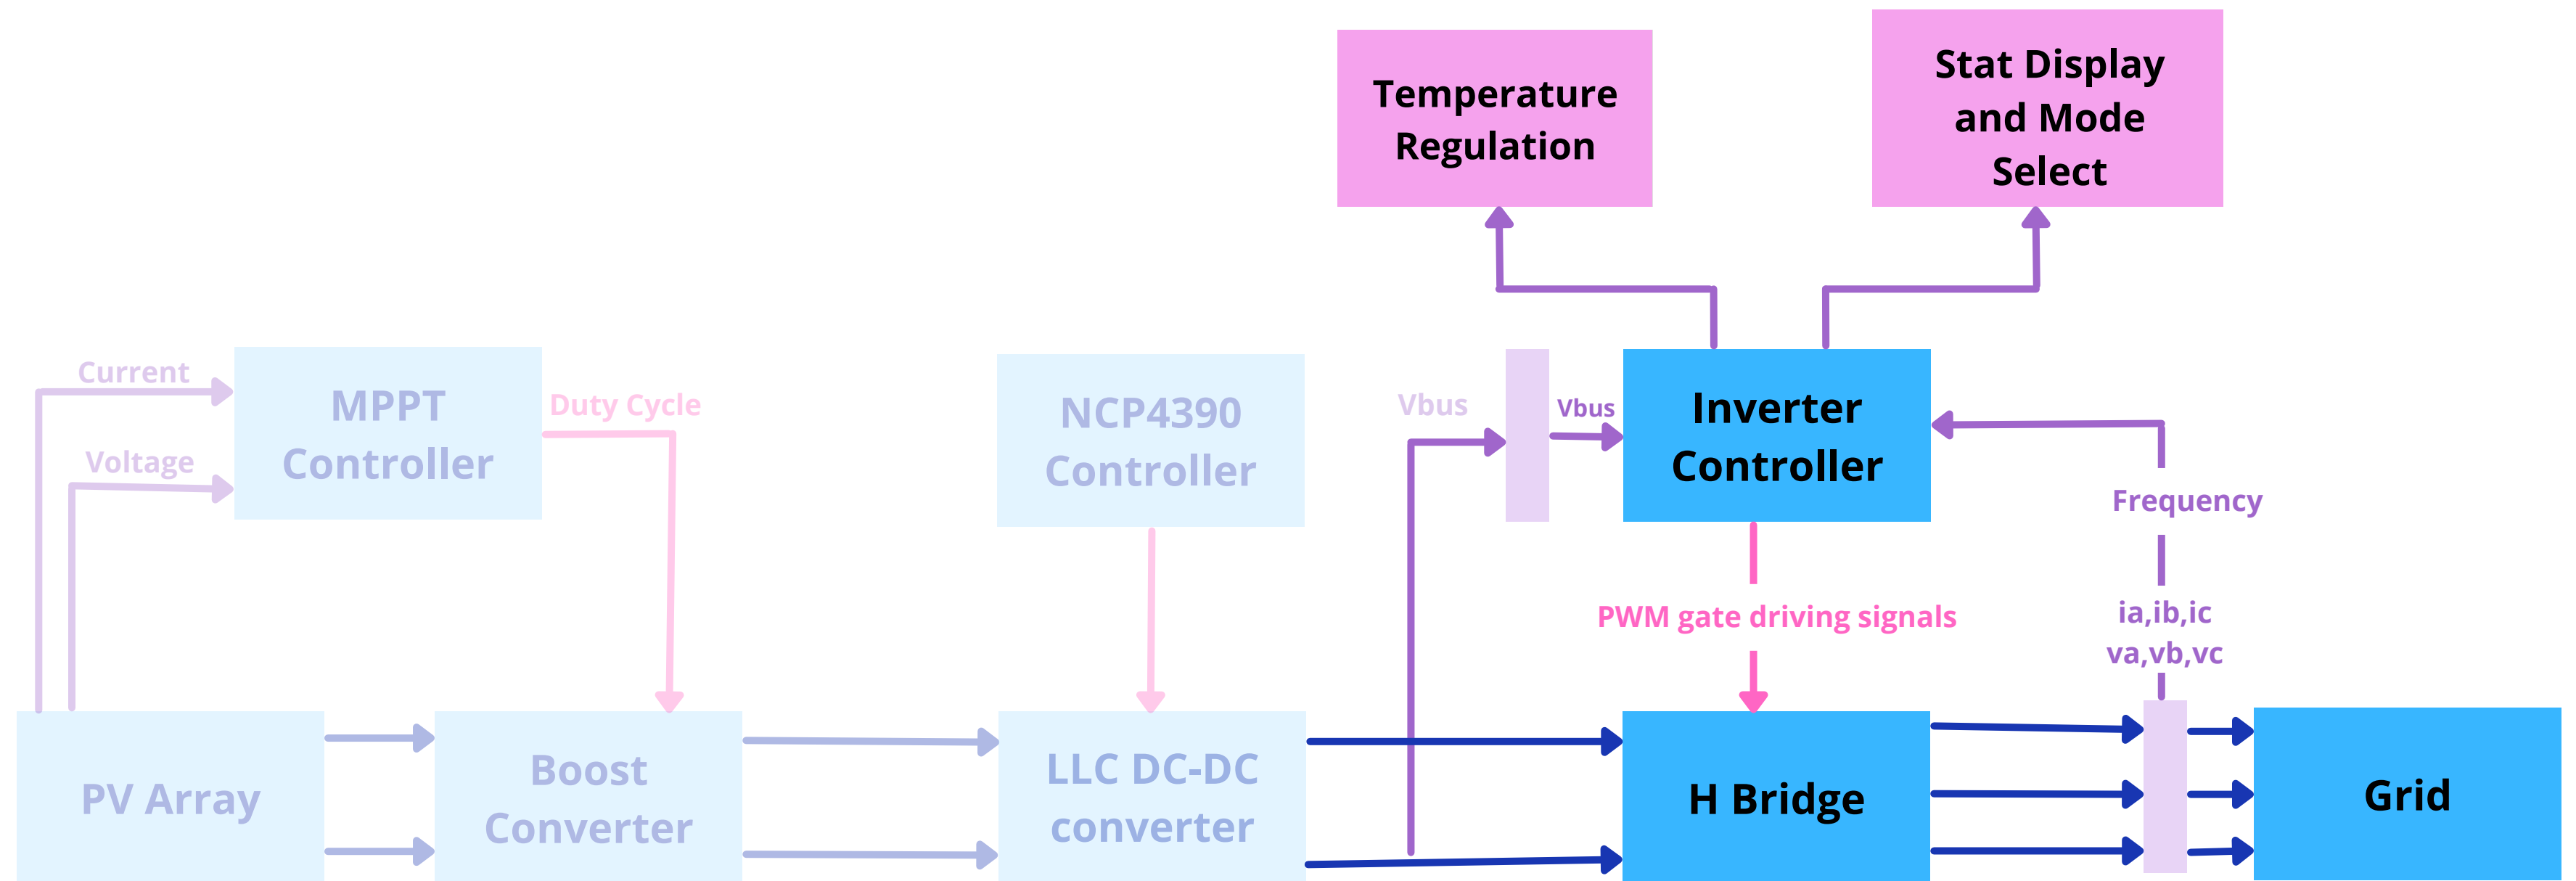 Temperature
Regulation
Stat Display
and Mode
Select
Current
Voltage
MPPT
Controller
Duty Cycle
NCP4390
Controller
Vbus
Vbus
Inverter
Controller
Frequency
PWM gate driving signals
ia,ib,ic
va,vb,vc
PV Array
Boost
Converter
LLC DC-DC
converter
H Bridge
Grid